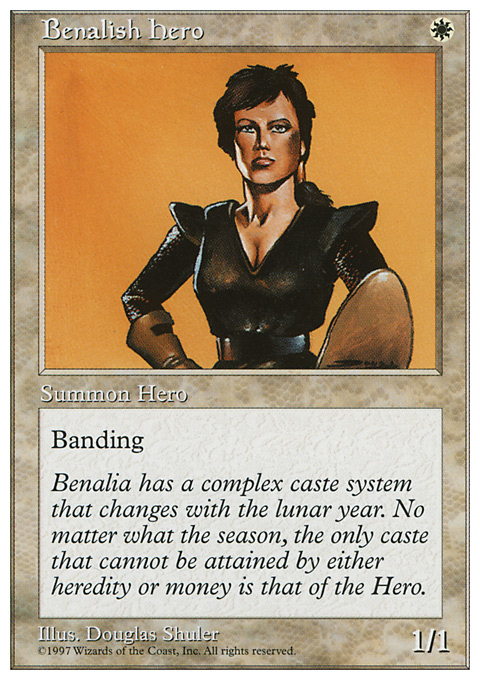 Benalish Hero
Summon Hero
Banding
Benalia has a complex caste system
that changes with the lunar year. No
matter what the season, the only caste
that cannot be attained by either
heredity or money is that of the Hero.
Illus. Douglas Shuler
1/1
©1997 Wizards of the Coast, Inc. All rights reserved.